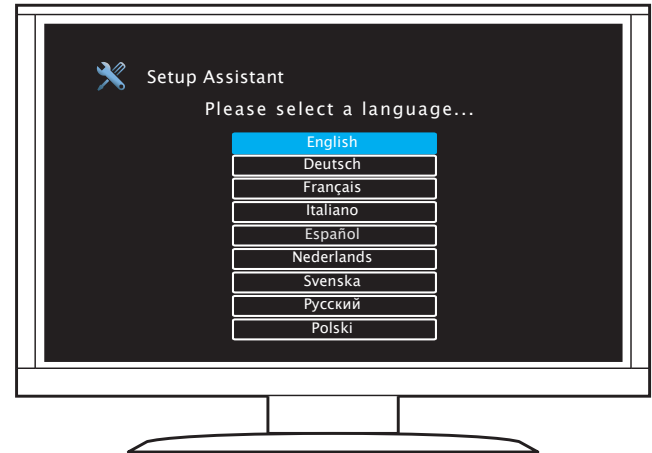 Setup Assistant
Please select a language...
English
Deutsch
Français
Italiano
Español
Nederlands
Svenska
Русский
Polski